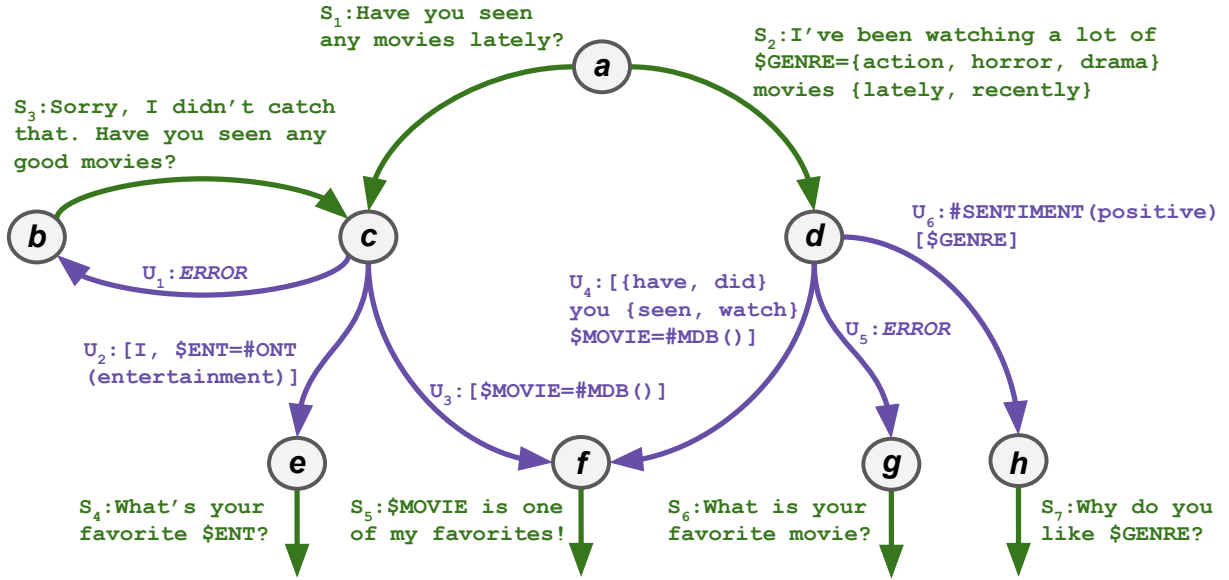 S1:Have you seen
any movies lately?
a
S2:I've been watching a lot of
$GENRE={action, horror, drama}
movies {lately, recently}
S3:Sorry, I didn't catch
that. Have you seen any
good movies?
b
c
d
U1:ERROR
U6:#SENTIMENT(positive)
[$GENRE]
U4:[{have, did}
you {seen, watch}
$MOVIE=#MDB()]
U5:ERROR
U2:[I, $ENT=#ONT
(entertainment)]
U3:[$MOVIE=#MDB()]
e
f
g
h
S4:What's your
favorite $ENT?
S5:$MOVIE is one
of my favorites!
S6:What is your
favorite movie?
S7:Why do you
like $GENRE?